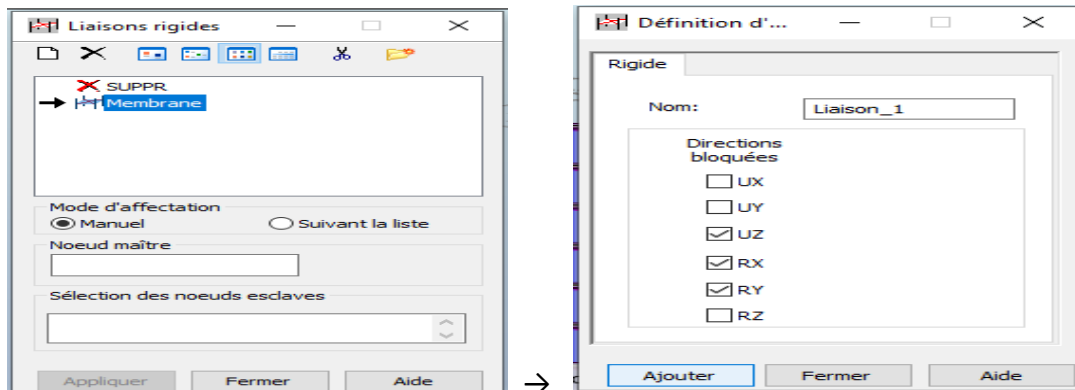 Liaisons rigides
SUPPR
Membrane
Mode d'affectation
Manuel
Suivant la liste
Noeud maître
Sélection des noeuds esclaves
Appliquer
Fermer
Aide
Définition d'...
Rigide
Nom:
Liaison_1
Directions
bloquées
UX
UY
UZ
RX
RY
RZ
Ajouter
Fermer
Aide